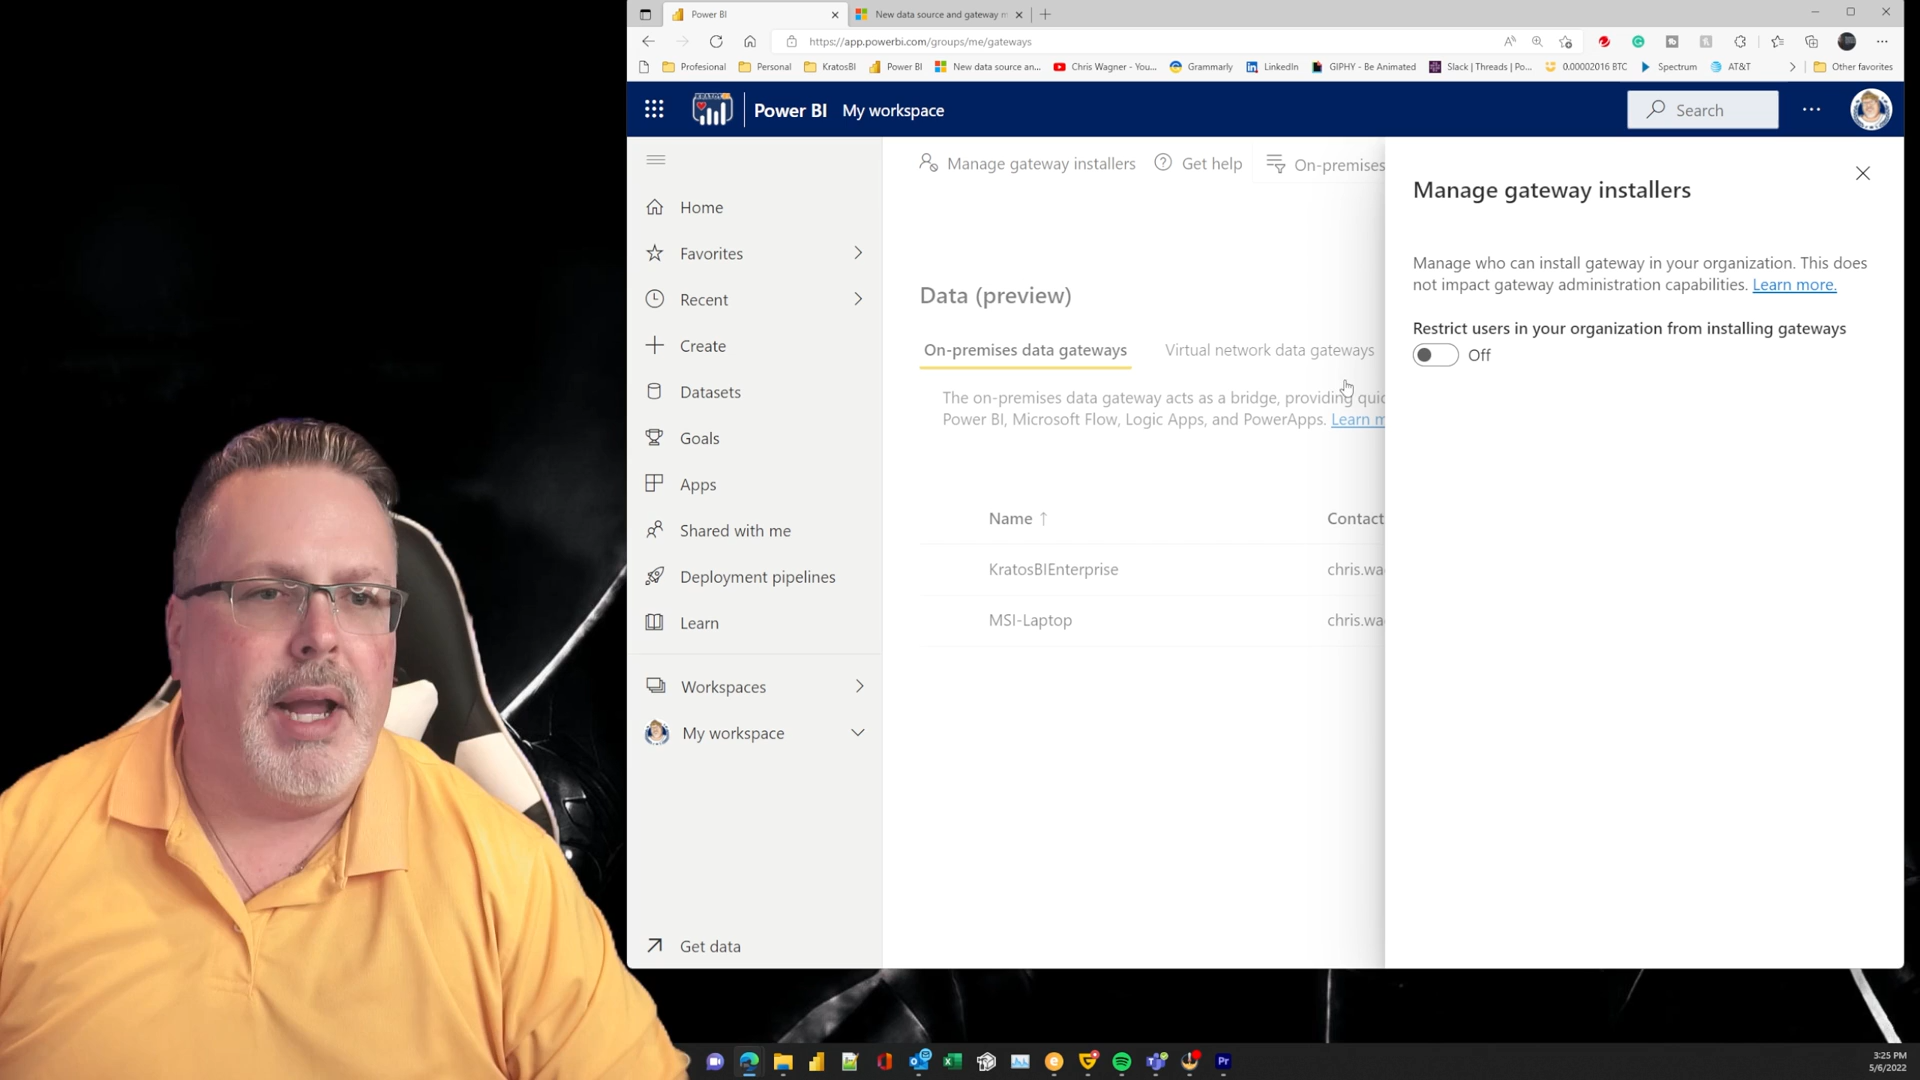 Power BI
New data source and gateway m
https://app.powerbi.com/groups/me/gateways
Profesional
Personal
KratosBI
Power BI
New data source an...
Chris Wagner - You...
Grammarly
LinkedIn
GIPHY - Be Animated
Slack | Threads | Po...
0.00002016 BTC
Spectrum
AT&T
Other favorites
Power BI
My workspace
Search
Home
Favorites
Recent
Create
Datasets
Goals
Apps
Shared with me
Deployment pipelines
Learn
Workspaces
My workspace
Get data
Manage gateway installers
Get help
On-premises
Data (preview)
On-premises data gateways
Virtual network data gateways
The on-premises data gateway acts as a bridge, providing quic
Power BI, Microsoft Flow, Logic Apps, and PowerApps. Learn m
Name ↑
Contact
KratosBIEnterprise
chris.wa
MSI-Laptop
chris.wa
Manage gateway installers
Manage who can install gateway in your organization. This does
not impact gateway administration capabilities. Learn more.
Restrict users in your organization from installing gateways
Off
Pr
3:25 PM
5/6/2022